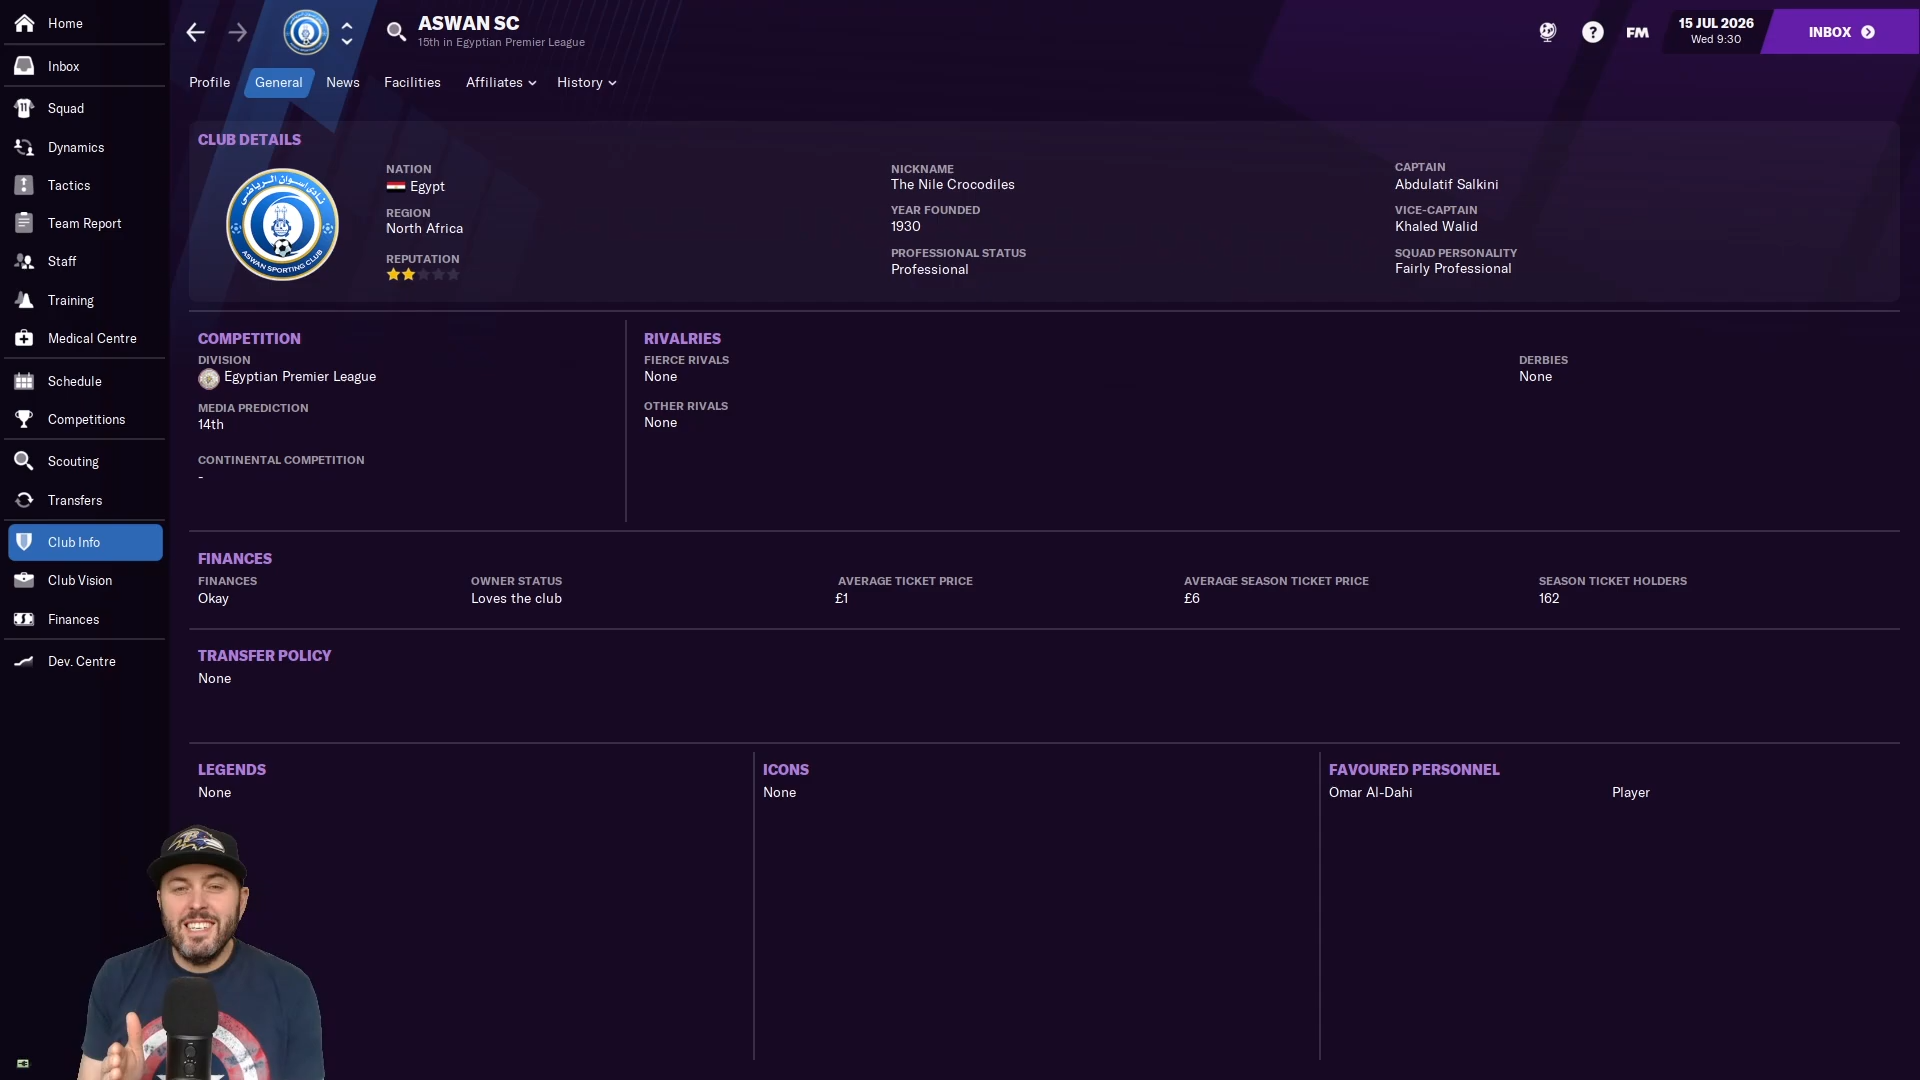 Home
Inbox
Squad
Dynamics
Tactics
Team Report
Staff
Training
Medical Centre
Schedule
Competitions
Scouting
Transfers
Club Info
Club Vision
Finances
Dev. Centre
ASWAN SC
15th in Egyptian Premier League
FM
15 JUL 2026
Wed 9:30
INBOX
Profile
General
News
Facilities
Affiliates
History
CLUB DETAILS
نادي اسوان الرياضي
ASWAN SPORTING CLUB
NATION
Egypt
REGION
North Africa
REPUTATION
NICKNAME
The Nile Crocodiles
YEAR FOUNDED
1930
PROFESSIONAL STATUS
Professional
CAPTAIN
Abdulatif Salkini
VICE-CAPTAIN
Khaled Walid
SQUAD PERSONALITY
Fairly Professional
COMPETITION
DIVISION
Egyptian Premier League
MEDIA PREDICTION
14th
CONTINENTAL COMPETITION
-
RIVALRIES
FIERCE RIVALS
None
OTHER RIVALS
None
DERBIES
None
FINANCES
FINANCES
Okay
OWNER STATUS
Loves the club
AVERAGE TICKET PRICE
£1
AVERAGE SEASON TICKET PRICE
£6
SEASON TICKET HOLDERS
162
TRANSFER POLICY
None
LEGENDS
None
ICONS
None
FAVOURED PERSONNEL
Omar Al-Dahi Player